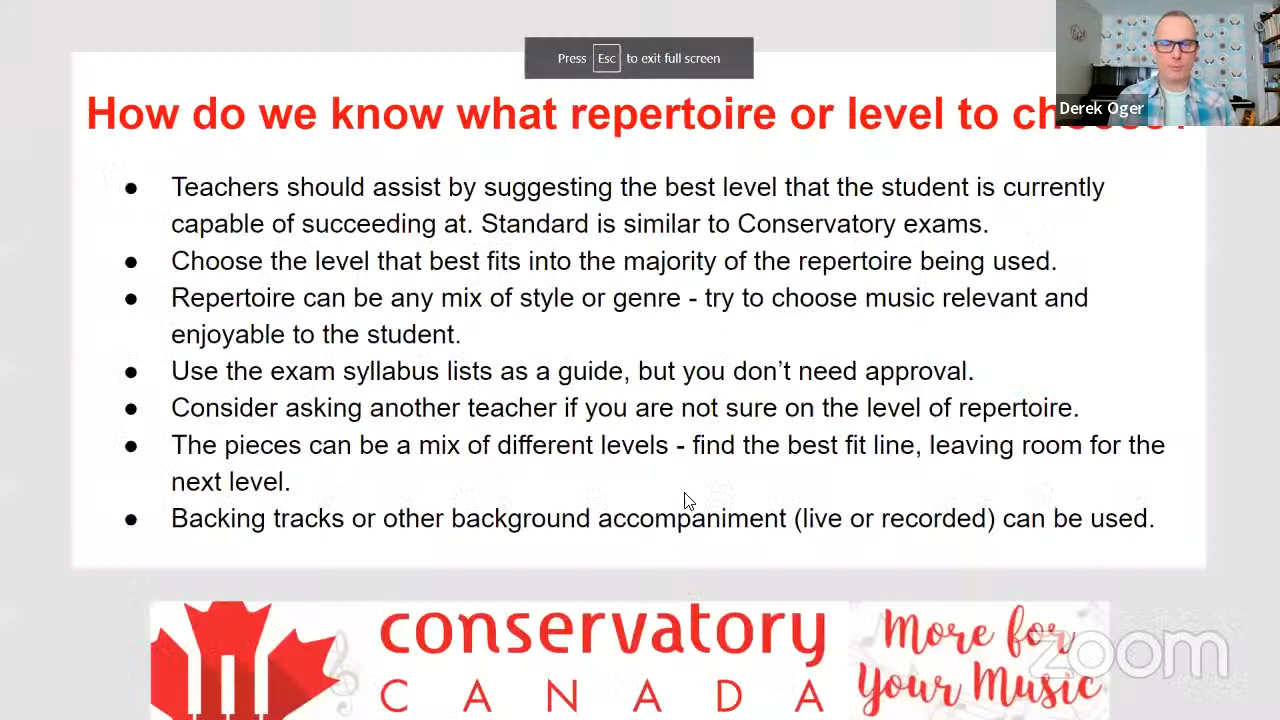 Press Esc to exit full screen
Derek Oger
How do we know what repertoire or level to choose?
● Teachers should assist by suggesting the best level that the student is currently
capable of succeeding at. Standard is similar to Conservatory exams.
● Choose the level that best fits into the majority of the repertoire being used.
● Repertoire can be any mix of style or genre - try to choose music relevant and
enjoyable to the student.
● Use the exam syllabus lists as a guide, but you don’t need approval.
● Consider asking another teacher if you are not sure on the level of repertoire.
● The pieces can be a mix of different levels - find the best fit line, leaving room for the
next level.
● Backing tracks or other background accompaniment (live or recorded) can be used.
conservatory
CANADA
More for
Your Music
zoom